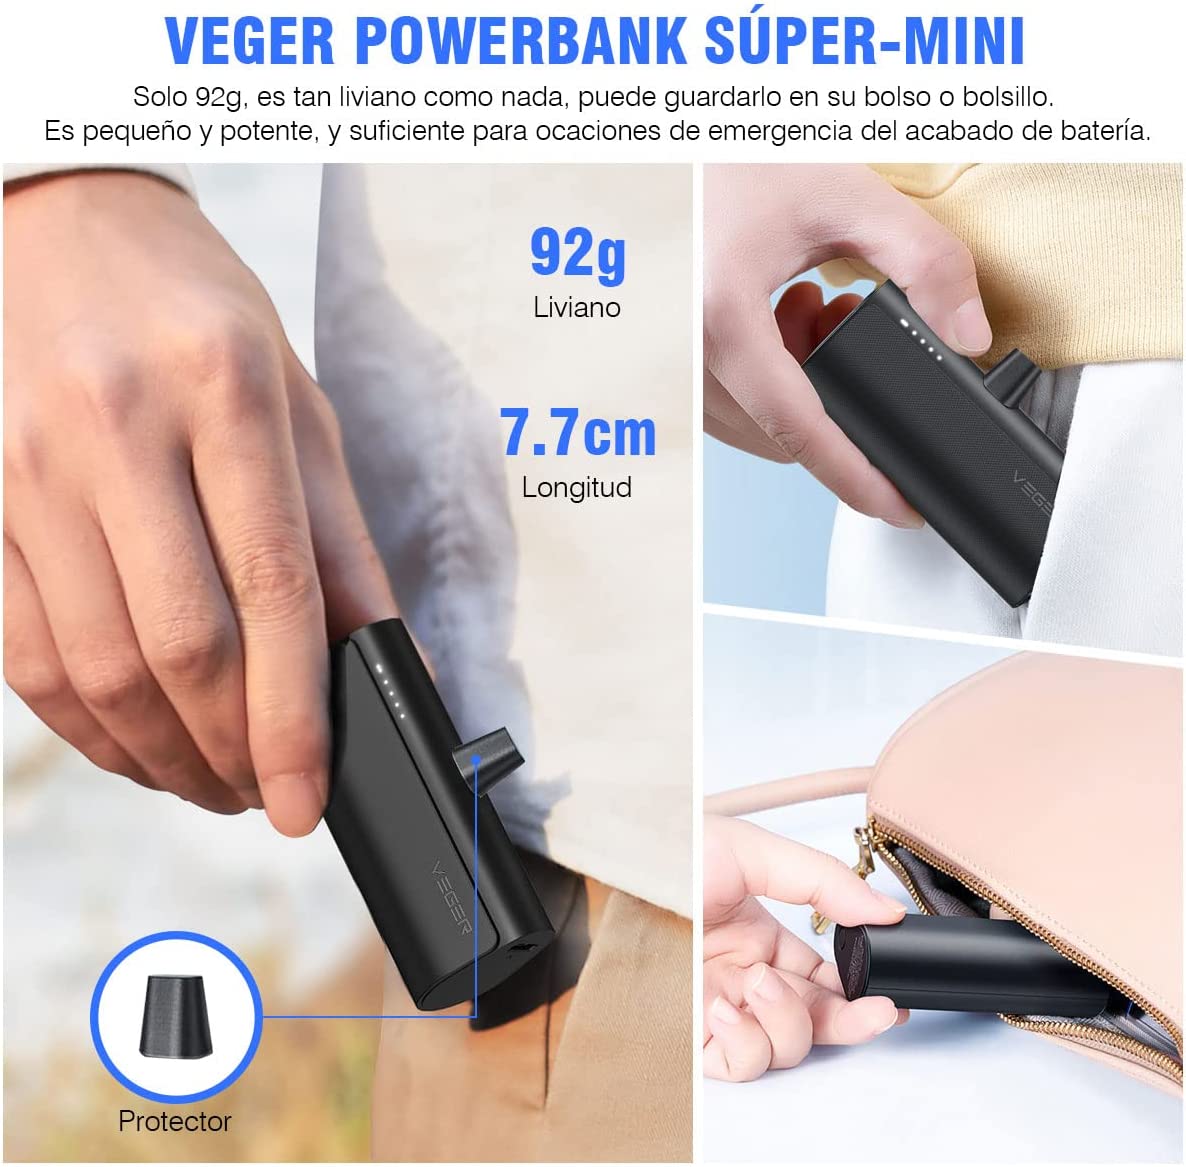 VEGER POWERBANK SÚPER-MINI
Solo 92g, es tan liviano como nada, puede guardarlo en su bolso o bolsillo.
Es pequeño y potente, y suficiente para ocaciones de emergencia del acabado de batería.
92g
Liviano
7.7cm
Longitud
VEGER
Protector
VEGE